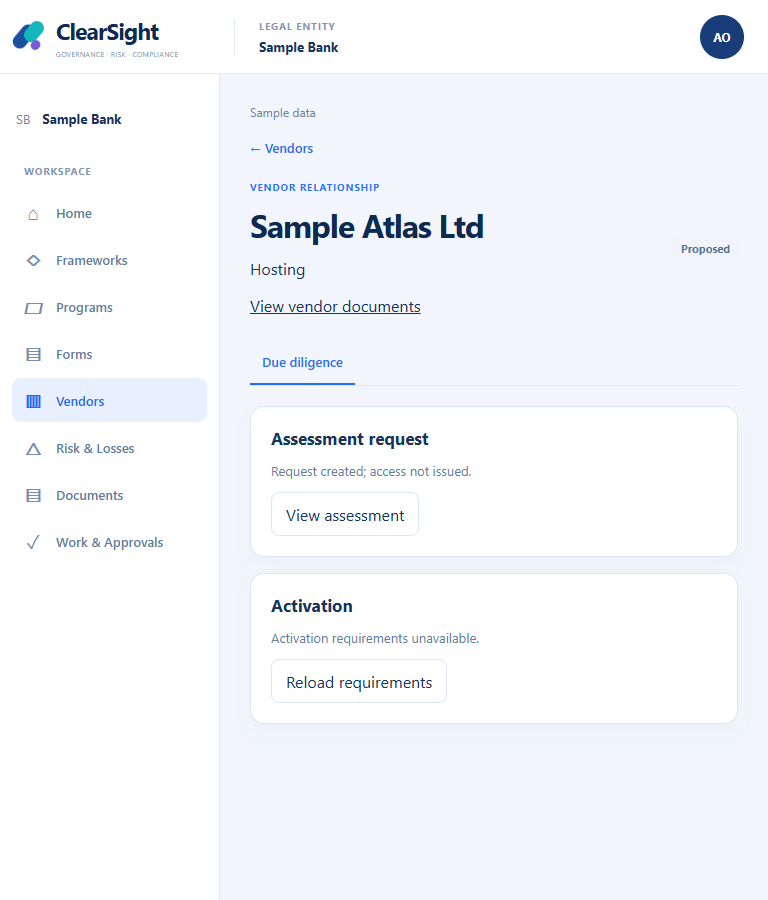 ClearSight
GOVERNANCE · RISK · COMPLIANCE
LEGAL ENTITY
Sample Bank
AO
SB Sample Bank
WORKSPACE
Home
Frameworks
Programs
Forms
Vendors
Risk & Losses
Documents
Work & Approvals
Sample data
← Vendors
VENDOR RELATIONSHIP
Sample Atlas Ltd
Proposed
Hosting
View vendor documents
Due diligence
Assessment request
Request created; access not issued.
View assessment
Activation
Activation requirements unavailable.
Reload requirements